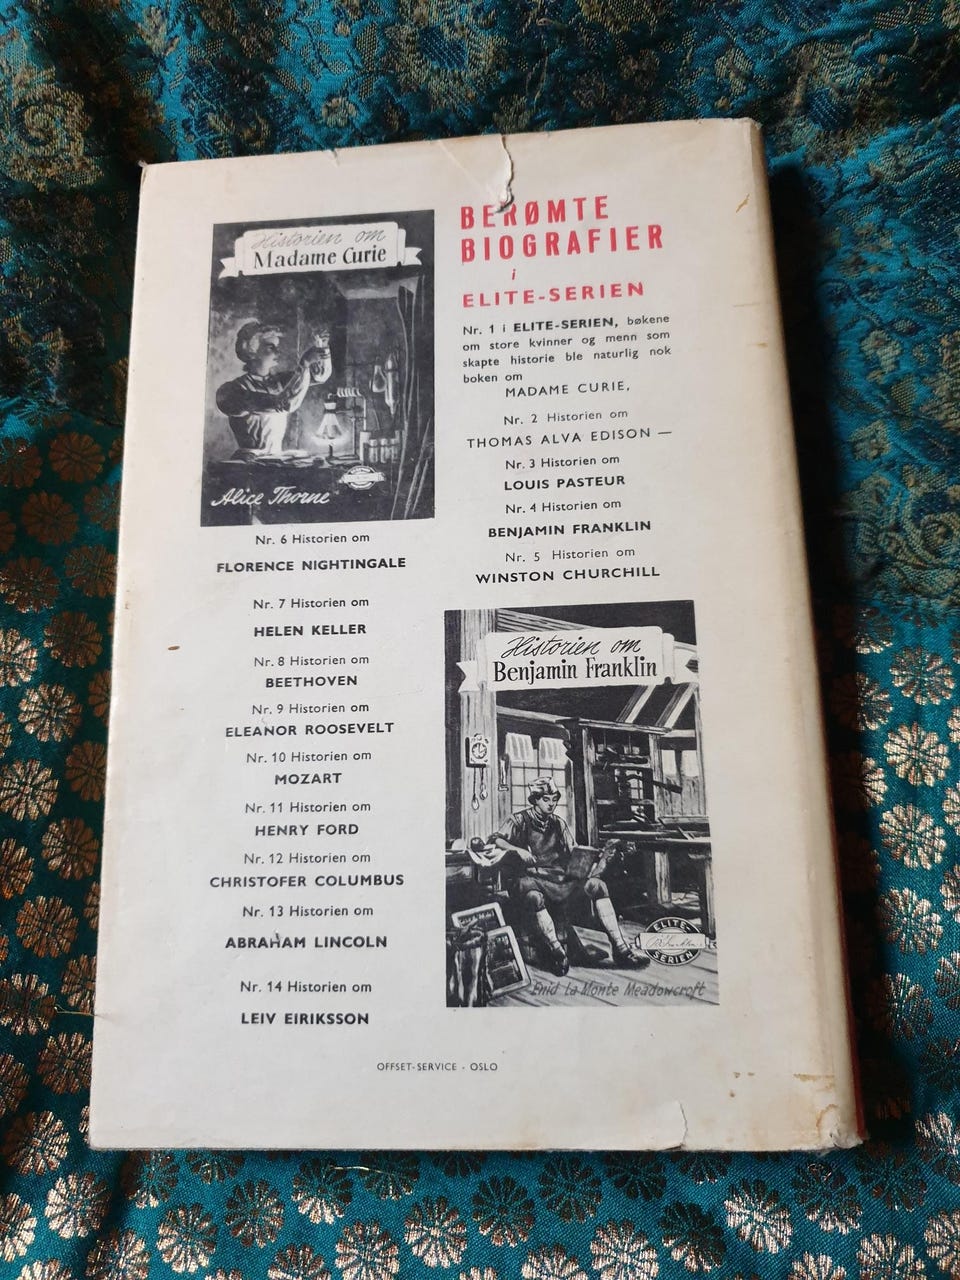 Historien om
Madame Curie
Alice Thorne
BERØMTE
BIOGRAFIER
i
ELITE-SERIEN
Nr. 1 i ELITE-SERIEN, bøkene
om store kvinner og menn som
skapte historie ble naturlig nok
boken om
MADAME CURIE,
Nr. 2 Historien om
THOMAS ALVA EDISON —
Nr. 3 Historien om
LOUIS PASTEUR
Nr. 4 Historien om
BENJAMIN FRANKLIN
Nr. 5 Historien om
WINSTON CHURCHILL
Nr. 6 Historien om
FLORENCE NIGHTINGALE
Nr. 7 Historien om
HELEN KELLER
Nr. 8 Historien om
BEETHOVEN
Nr. 9 Historien om
ELEANOR ROOSEVELT
Nr. 10 Historien om
MOZART
Nr. 11 Historien om
HENRY FORD
Nr. 12 Historien om
CHRISTOFER COLUMBUS
Nr. 13 Historien om
ABRAHAM LINCOLN
Nr. 14 Historien om
LEIV EIRIKSSON
Historien om
Benjamin Franklin
ELITE-
SERIEN
Enid La Monte Meadowcroft
OFFSET-SERVICE - OSLO